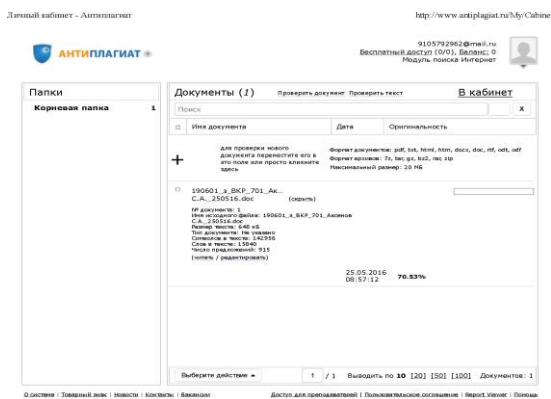 Личный кабинет - Антиплагиат
http://www.antiplagiat.ru/My/Cabine
АНТИПЛАГИАТ
9105792962@mail.ru
Бесплатный доступ (0/0), Баланс: 0
Модуль поиска Интернет
Папки
Корневая папка 1
Документы (1) Проверить документ Проверить текст В кабинет
Поиск X
Имя документа Дата Оригинальность
+
для проверки нового
документа переместите его в
это поле или просто кликните
здесь
Формат документов: pdf, txt, html, htm, docx, doc, rtf, odt, odf
Формат архивов: 7z, tar, gz, bz2, rar, zip
Максимальный размер: 20 МБ
190601_з_ВКР_701_Ак...
С.А._250516.doc (скрыть)
№ документа: 1
Имя исходного файла: 190601_з_ВКР_701_Аксенов
С.А._250516.doc
Размер текста: 648 кБ
Тип документа: Не указано
Символов в тексте: 142956
Слов в тексте: 15840
Число предложений: 915
(читать / редактировать)
25.05.2016
08:57:12
70.53%
Выберите действие 1 / 1 Выводить по 10 [20] [50] [100] Документов: 1
О системе | Товарный знак | Новости | Контакты | Вакансии
Доступ для преподавателей | Пользовательское соглашение | Report Viewer | Помощь